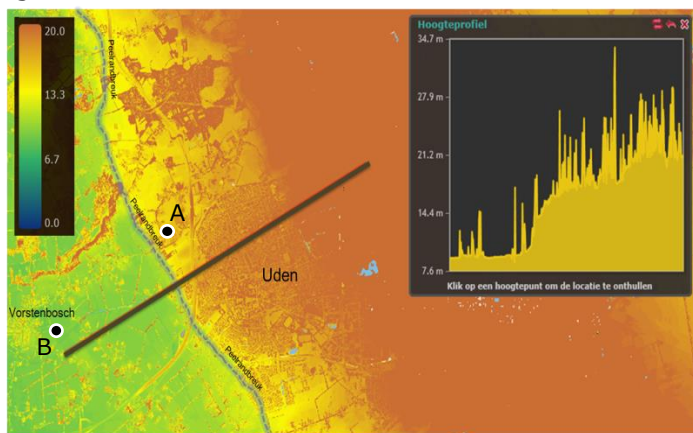 20.0
13.3
6.7
0.0
Peelrandbreuk
Peelrandbreuk
A
Uden
Vorstenbosch
B
Peelrandbreuk
Hoogteprofiel
34.7 m
27.9 m
21.2 m
14.4 m
7.6 m
Klik op een hoogtepunt om de locatie te onthullen